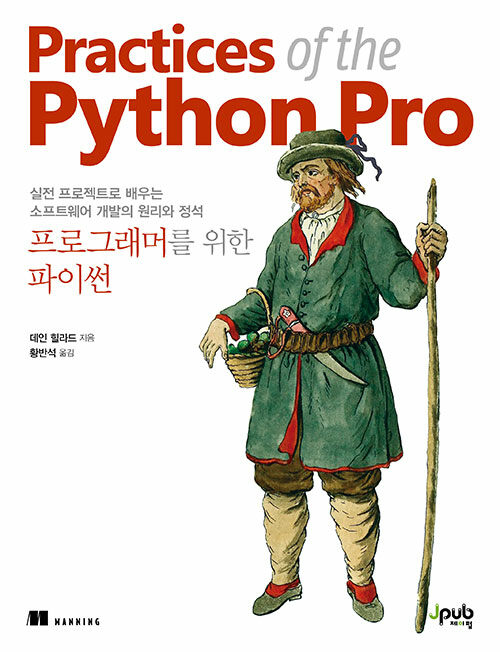 Practices of the
Python Pro
실전 프로젝트로 배우는
소프트웨어 개발의 원리와 정석
프로그래머를 위한
파이썬
데인 힐라드 지음
황반석 옮김
MANNING
Jpub
제이펍